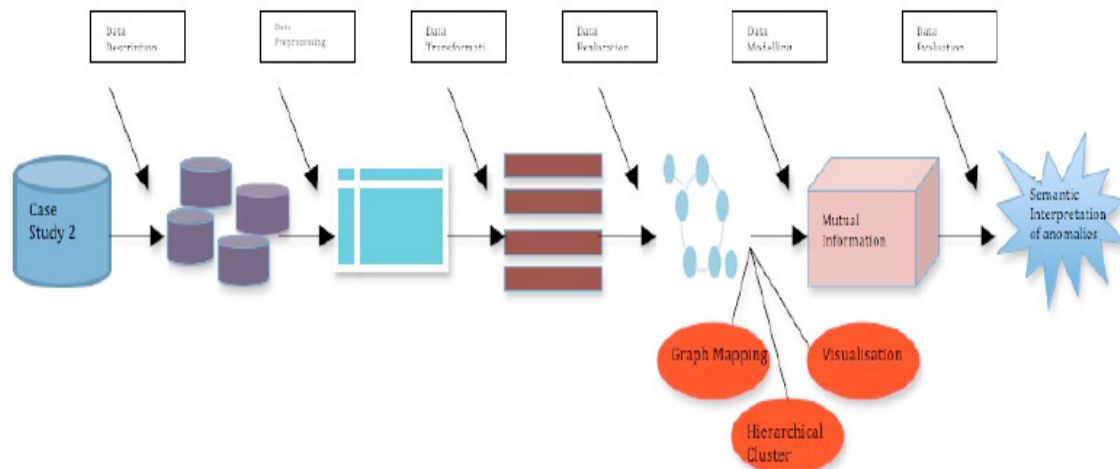 Data
Description
Data
Preprocessing
Data
Transformati
Data
Exploration
Data
Modelling
Data
Evaluation
Case
Study 2
Mutual
Information
Semantic
Interpretation
of anomalies
Graph Mapping
Visualisation
Hierarchical
Cluster